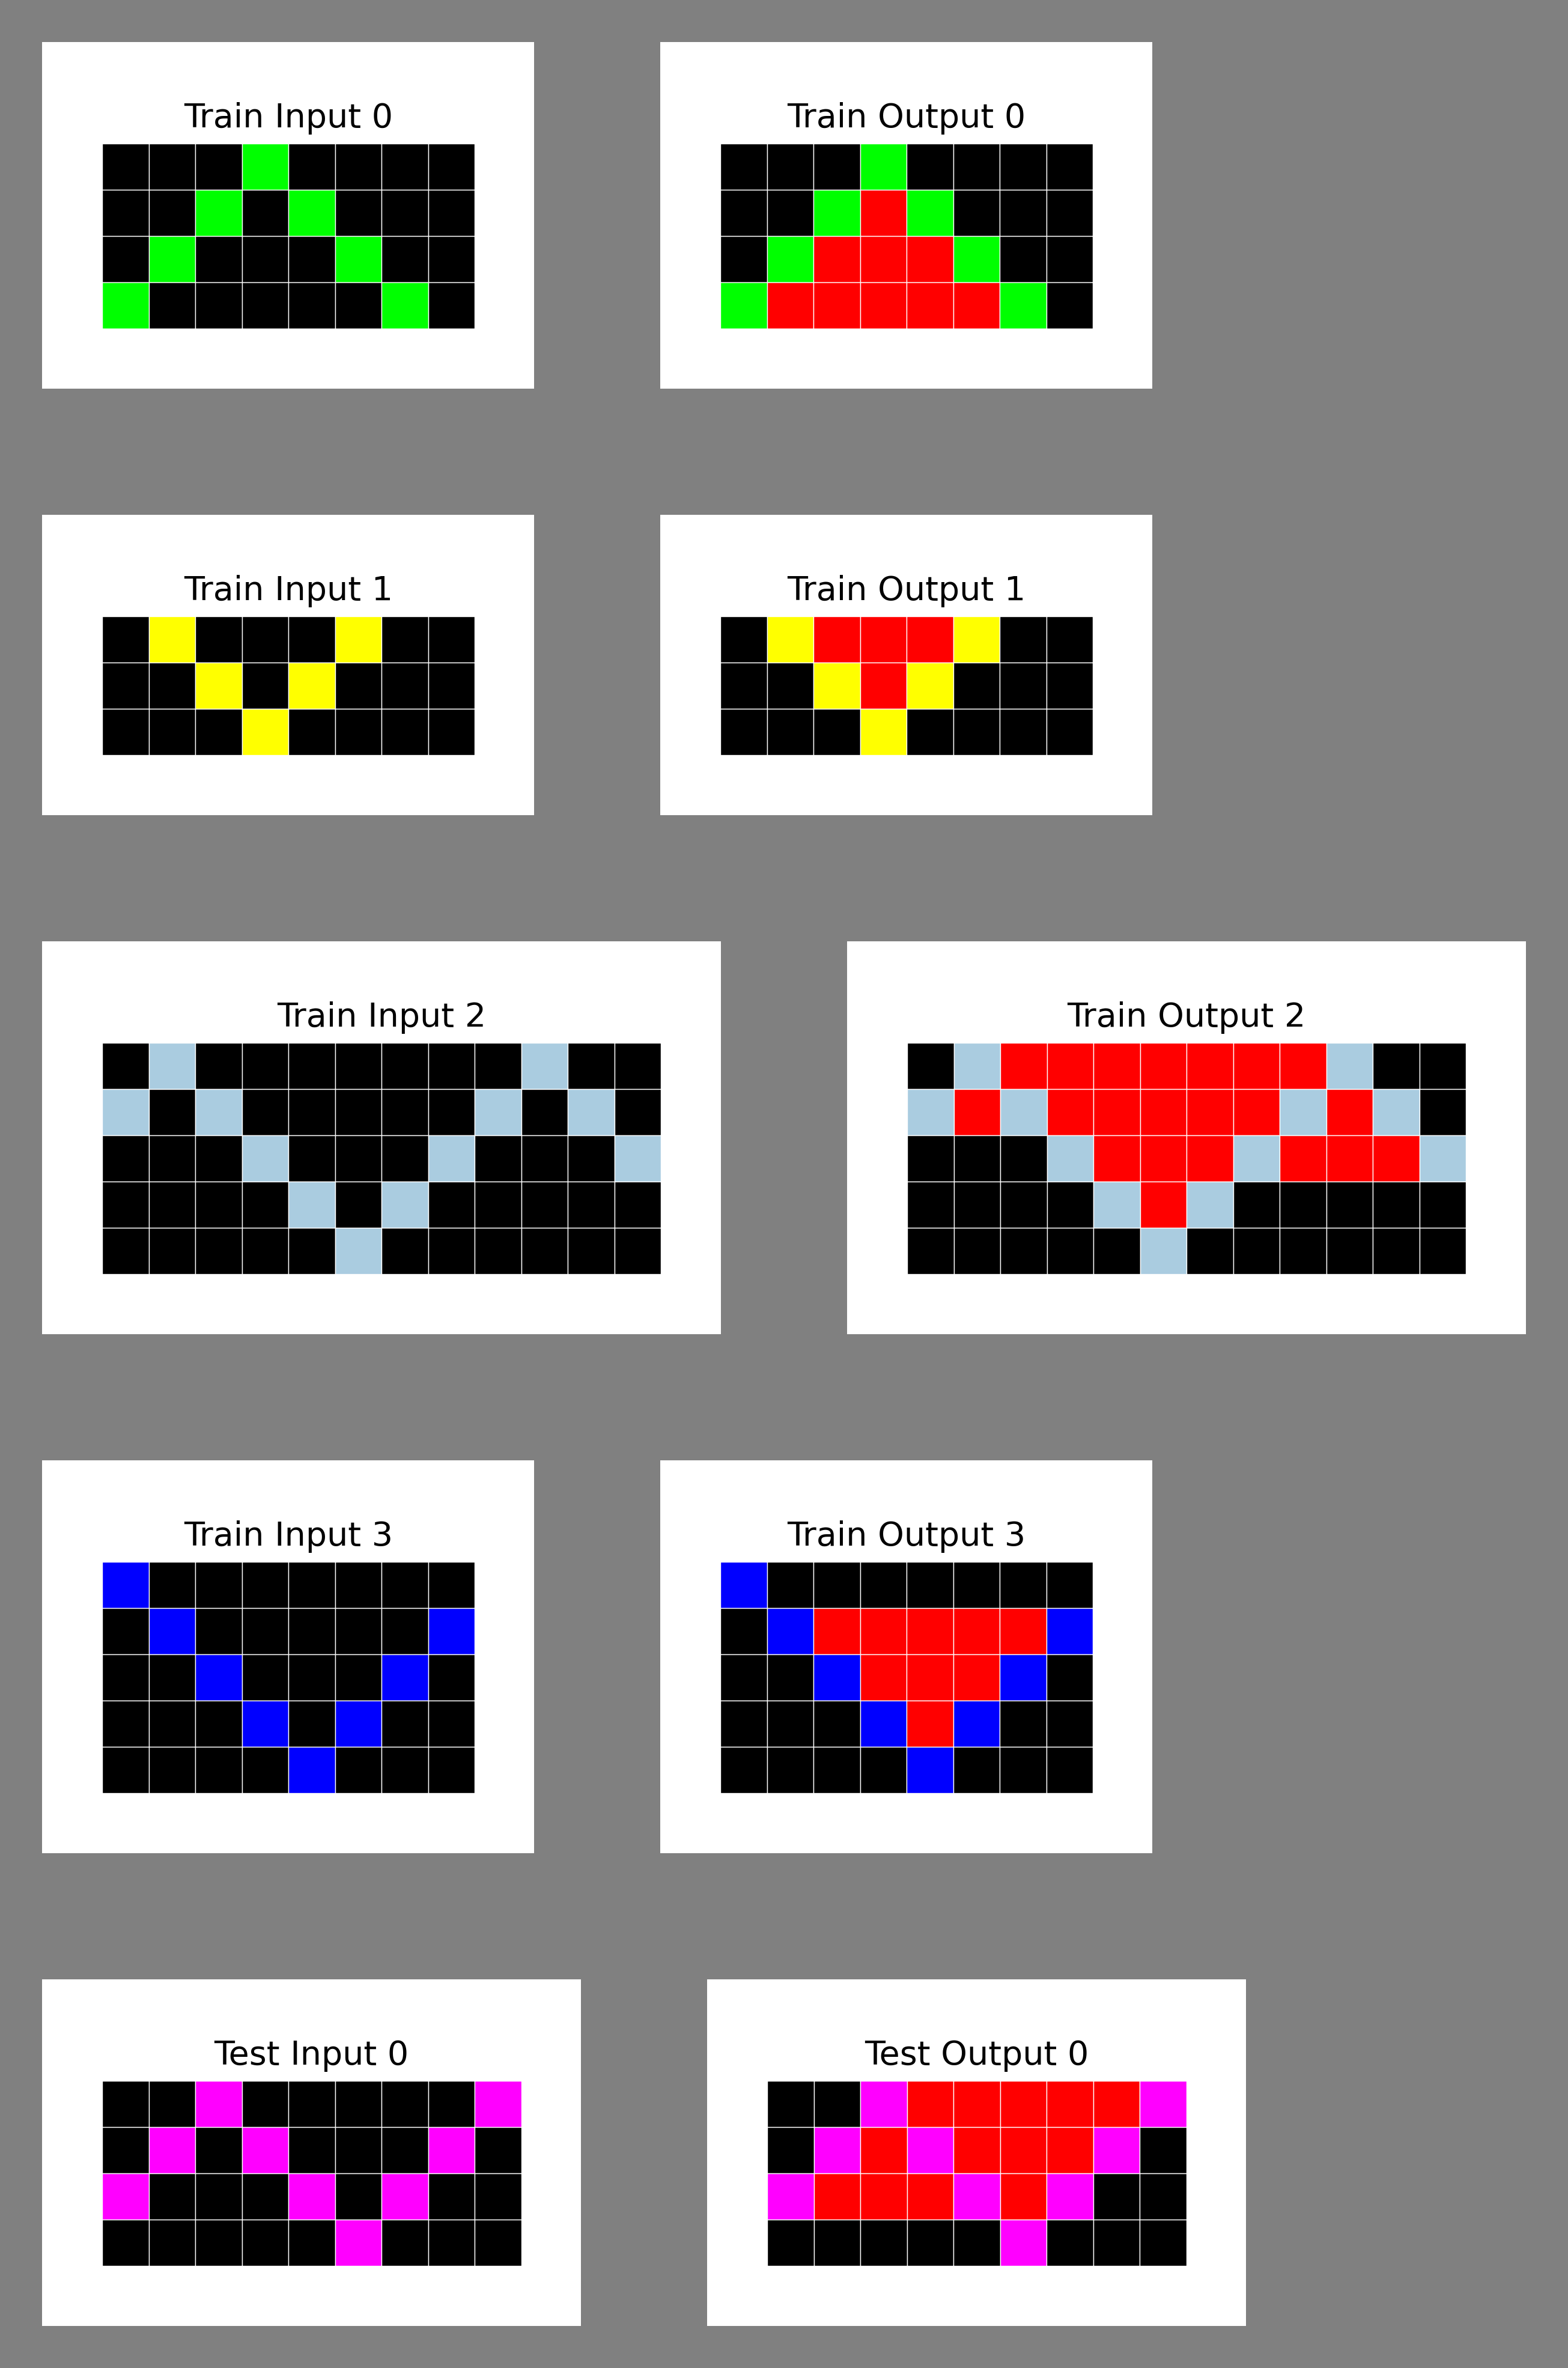 Train Input 0
Train Output 0
Train Input 1
Train Output 1
Train Input 2
Train Output 2
Train Input 3
Train Output 3
Test Input 0
Test Output 0